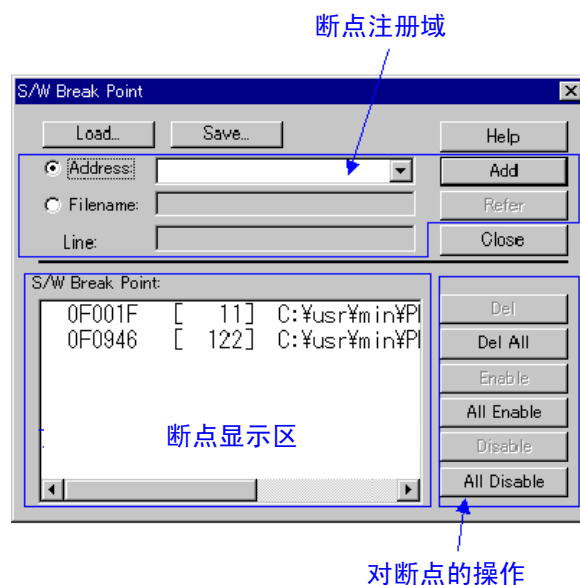 断点注册域
S/W Break Point
Load...
Save...
Help
Address:
Add
Filename:
Refer
Line:
Close
S/W Break Point:
0F001F [ 11] C:¥usr¥min¥P
0F0946 [ 122] C:¥usr¥min¥P
断点显示区
Del
Del All
Enable
All Enable
Disable
All Disable
对断点的操作